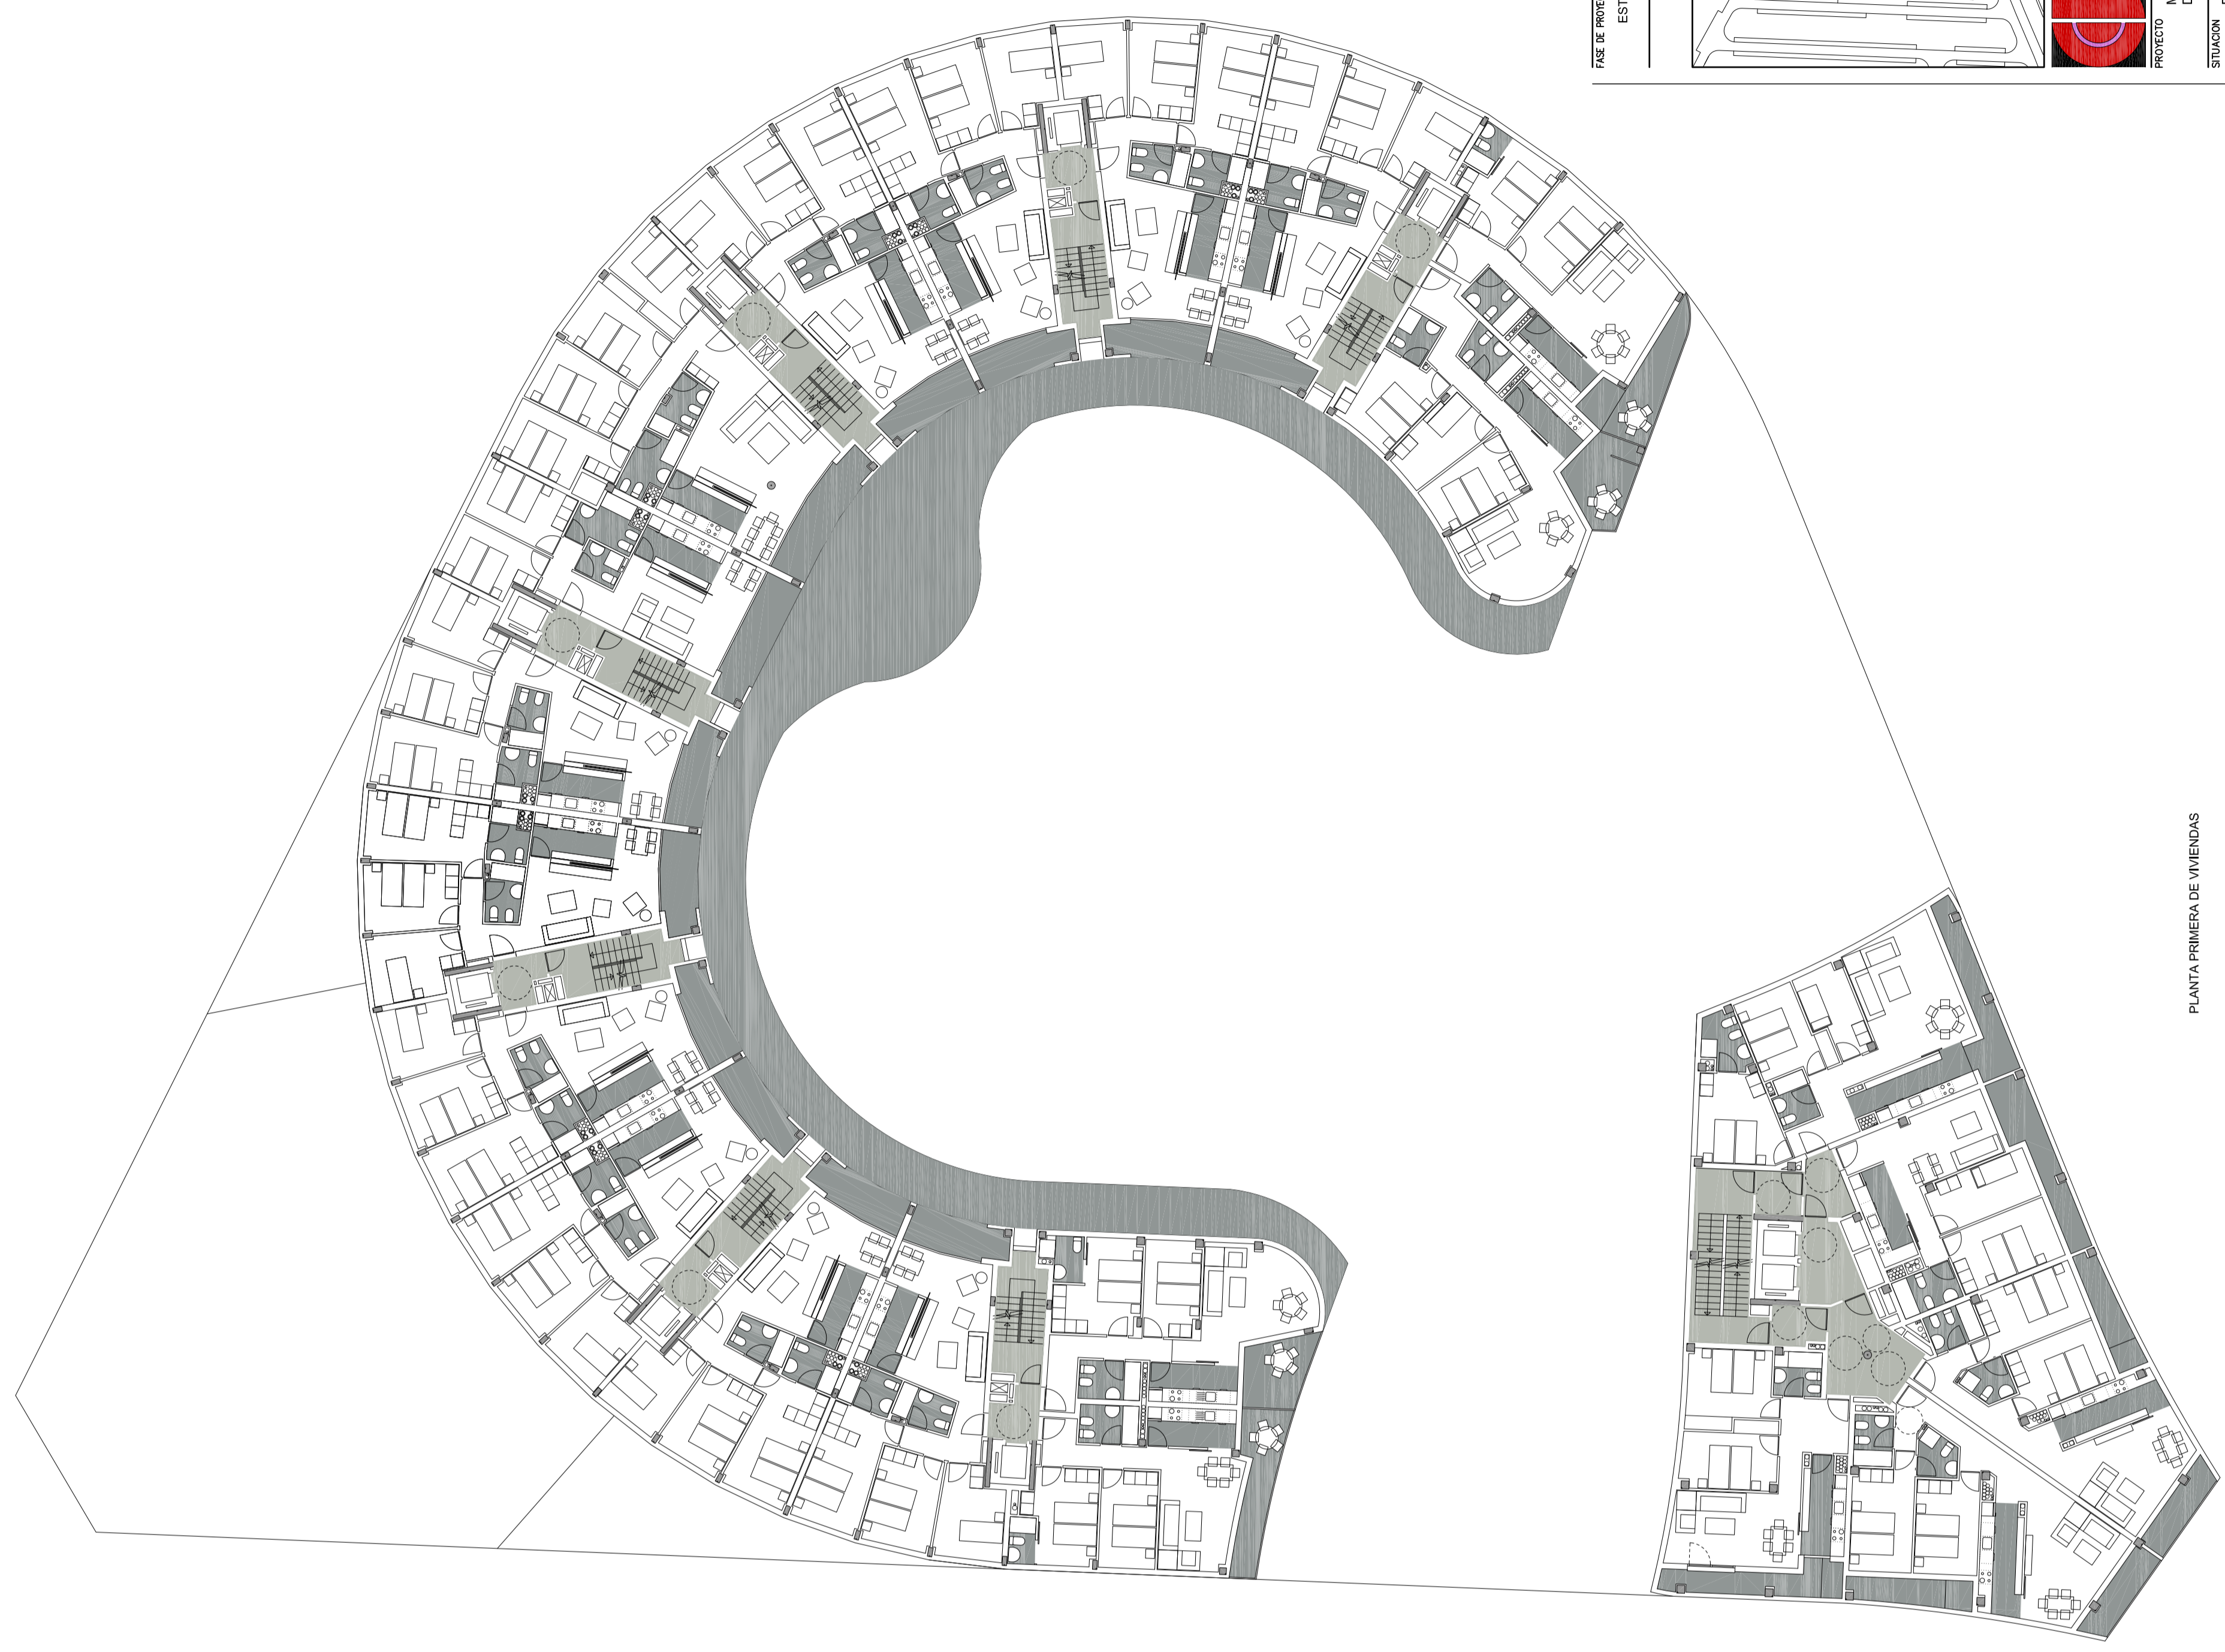 FASE DE PROYE
EST
PROYECTO
SITUACION
PLANTA PRIMERA DE VIVIENDAS